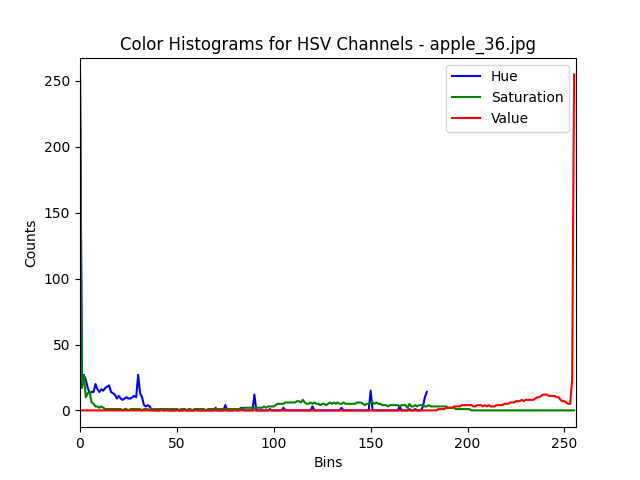 Color Histograms for HSV Channels - apple_36.jpg
Hue
Saturation
Value
Counts
250
200
150
100
50
0
0 50 100 150 200 250
Bins